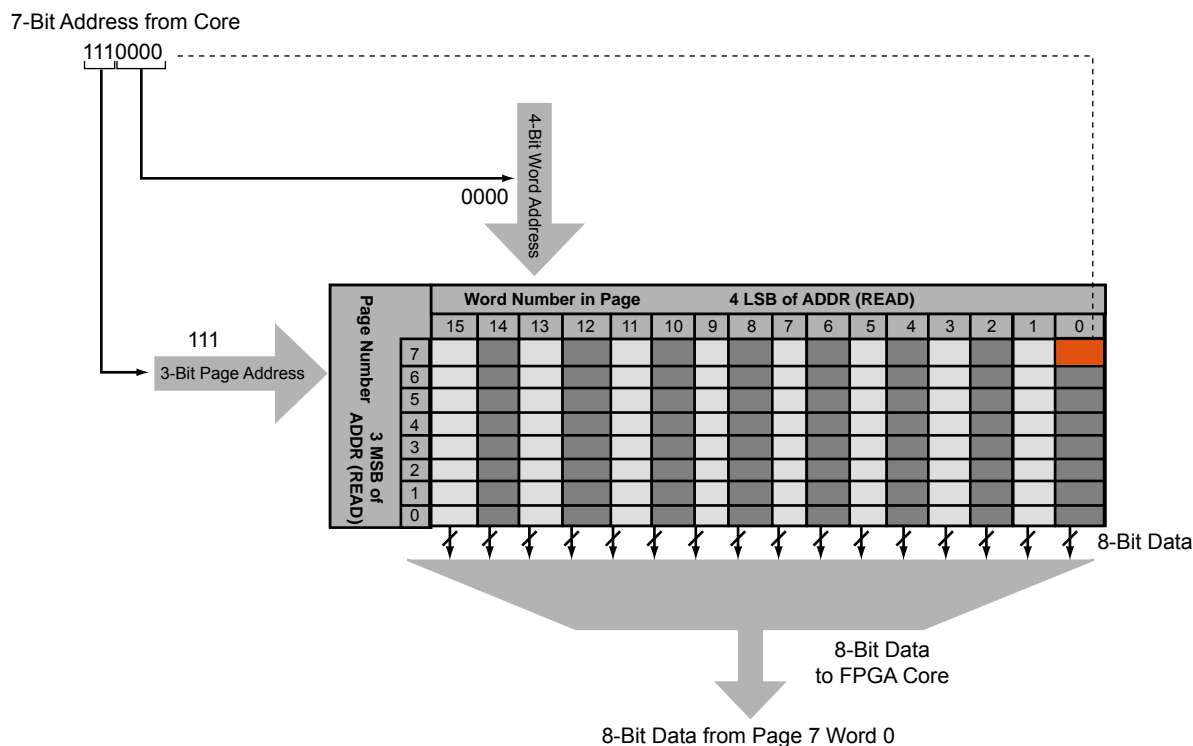 7-Bit Address from Core
1110000
4-Bit Word Address
0000
Word Number in Page 4 LSB of ADDR (READ)
15 14 13 12 11 10 9 8 7 6 5 4 3 2 1 0
111
3-Bit Page Address
Page Number
3 MSB of
ADDR (READ)
7
6
5
4
3
2
1
0
8-Bit Data
8-Bit Data
to FPGA Core
8-Bit Data from Page 7 Word 0